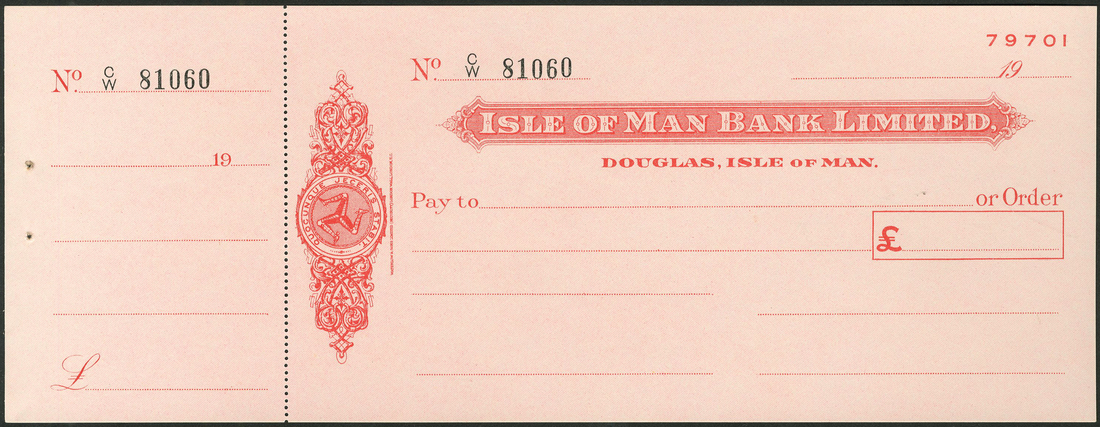 Nº C/W 81060
19
£
QUOCUNQUE JECERIS STABIT
79701
Nº C/W 81060
19
ISLE OF MAN BANK LIMITED,
DOUGLAS, ISLE OF MAN.
Pay to or Order
£